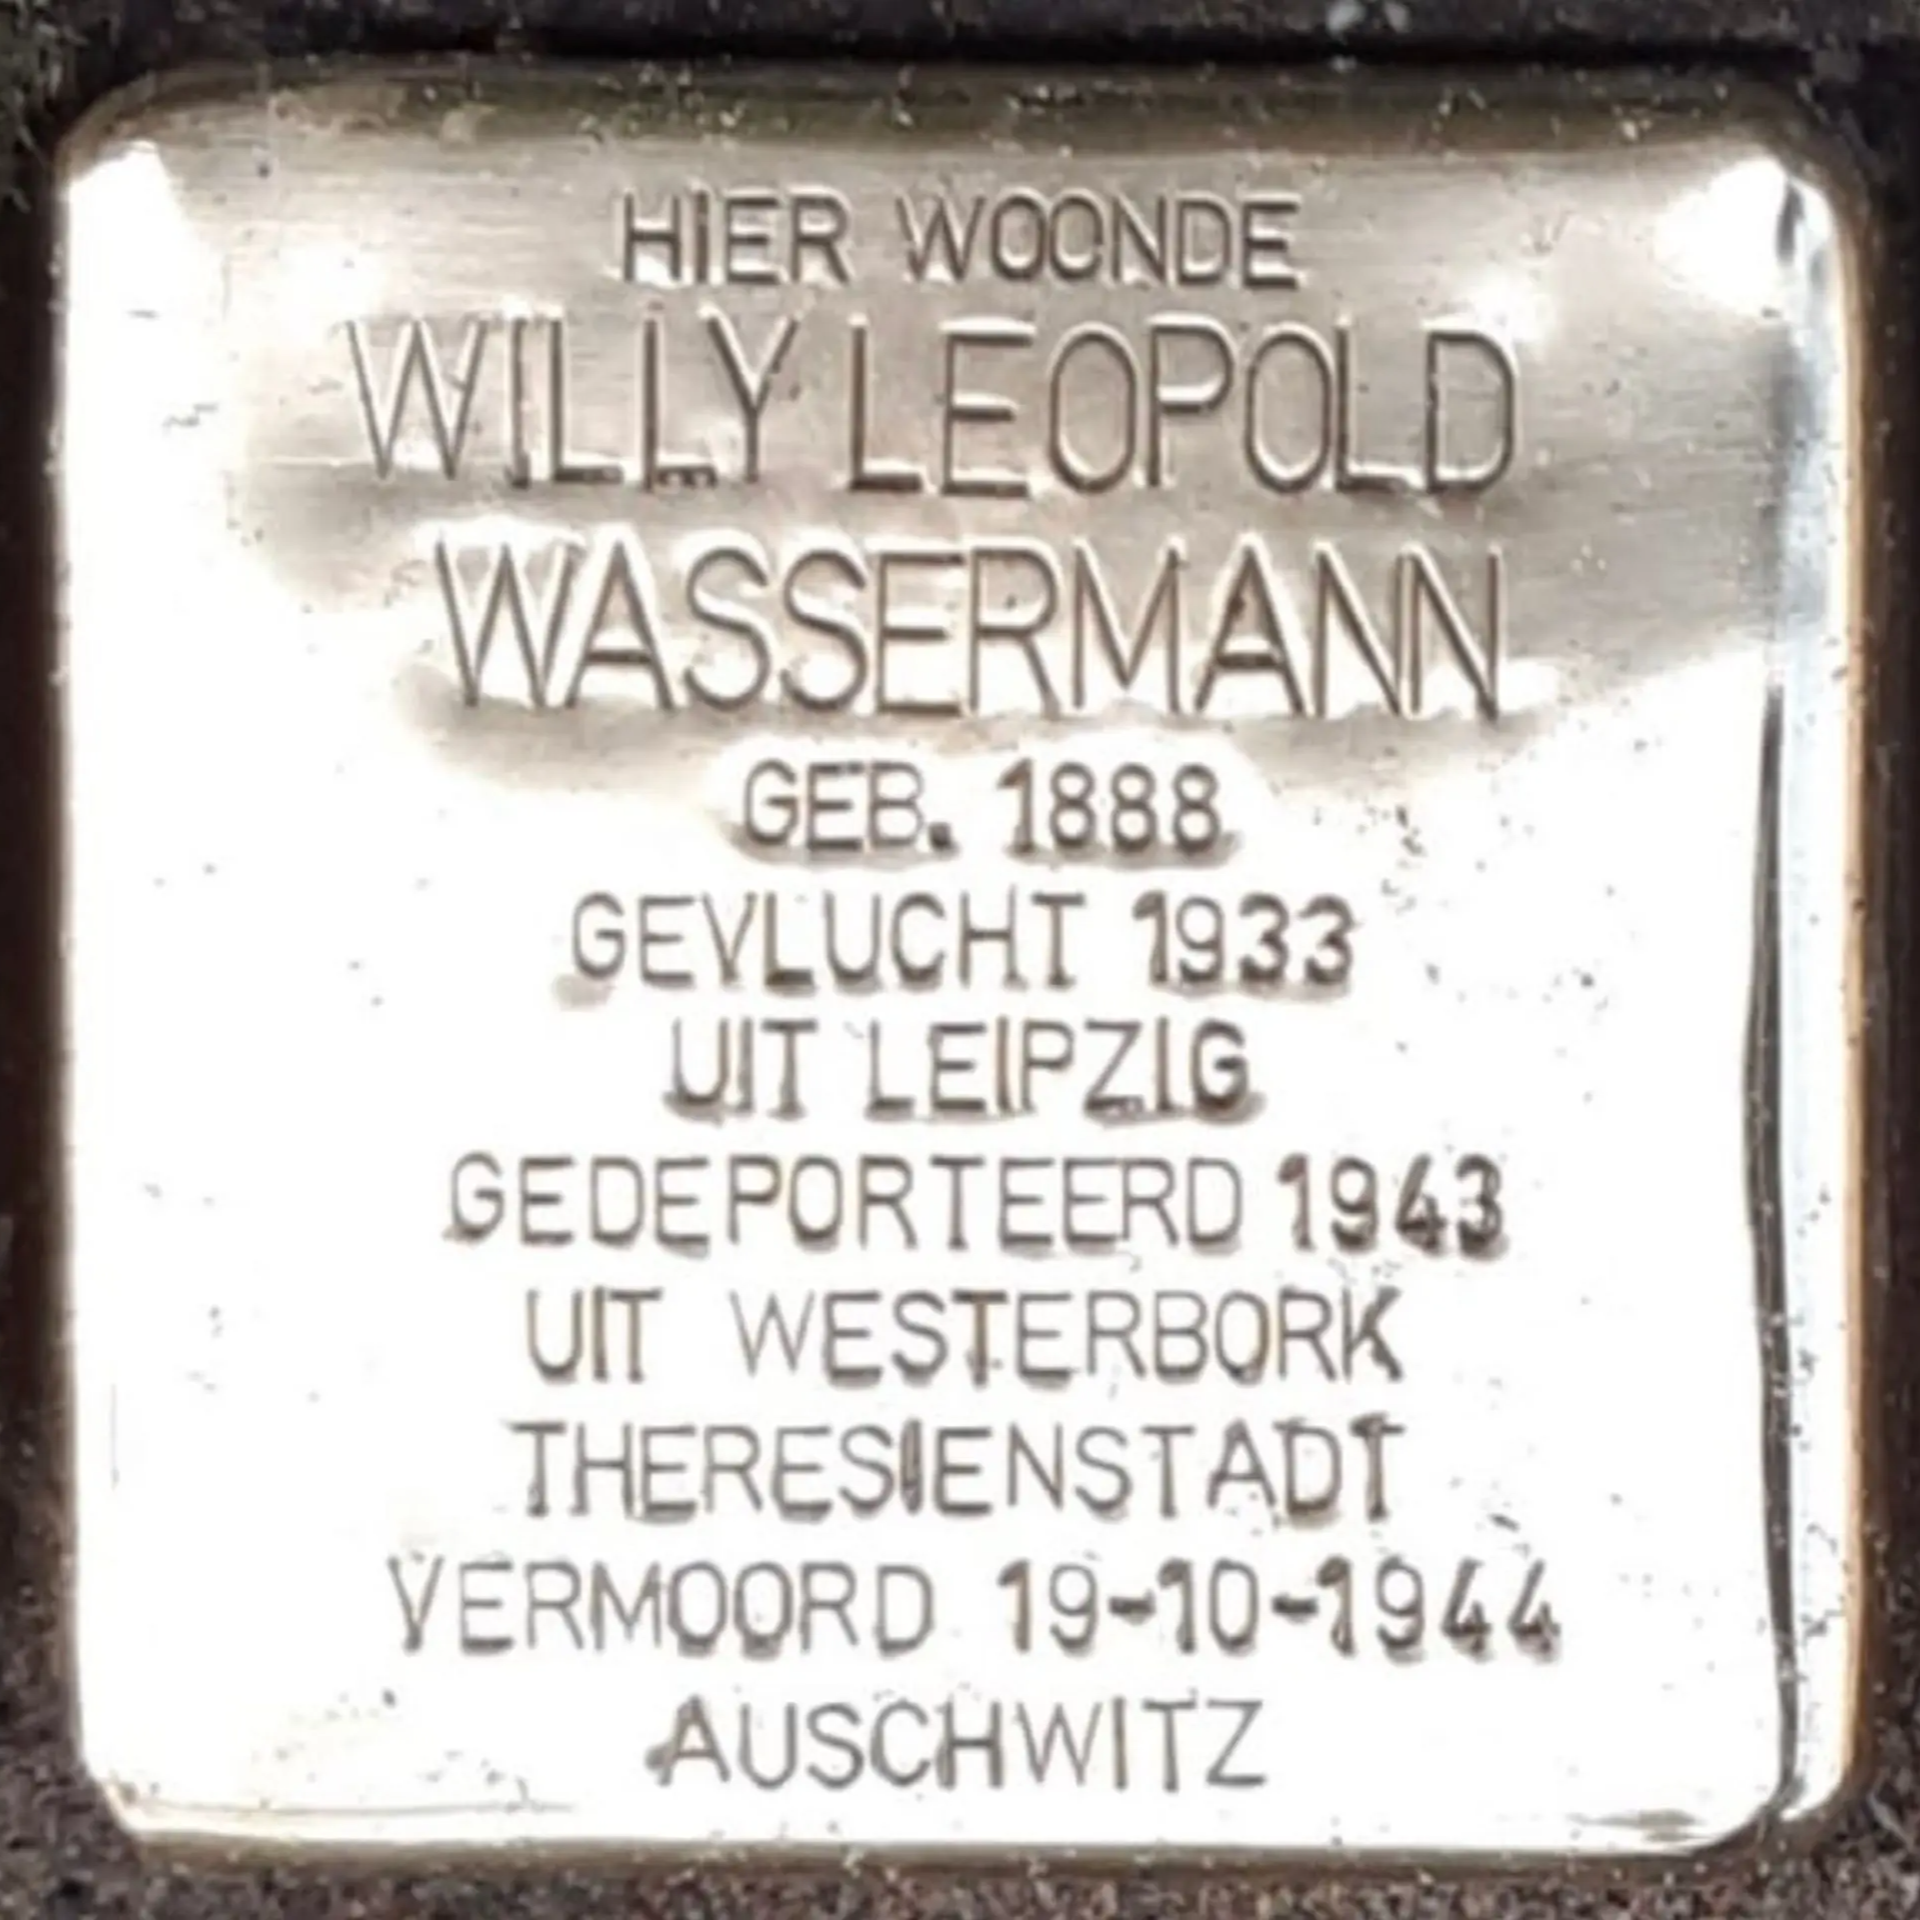 HIER WOONDE
WILLY LEOPOLD
WASSERMANN
GEB. 1888
GEVLUCHT 1933
UIT LEIPZIG
GEDEPORTEERD 1943
UIT WESTERBORK
THERESIENSTADT
VERMOORD 19-10-1944
AUSCHWITZ